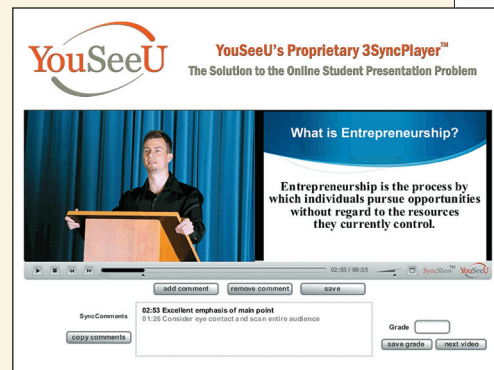 YouSeeU
YouSeeU's Proprietary 3SyncPlayer™
The Solution to the Online Student Presentation Problem
What is Entrepreneurship?
Entrepreneurship is the process by
which individuals pursue opportunities
without regard to the resources
they currently control.
02:53 / 08:35
SyncShow™ YouSeeU
add comment
remove comment
save
SyncComments
copy comments
02:53 Excellent emphasis of main point
01:26 Consider eye contact and scan entire audience
Grade
save grade
next video